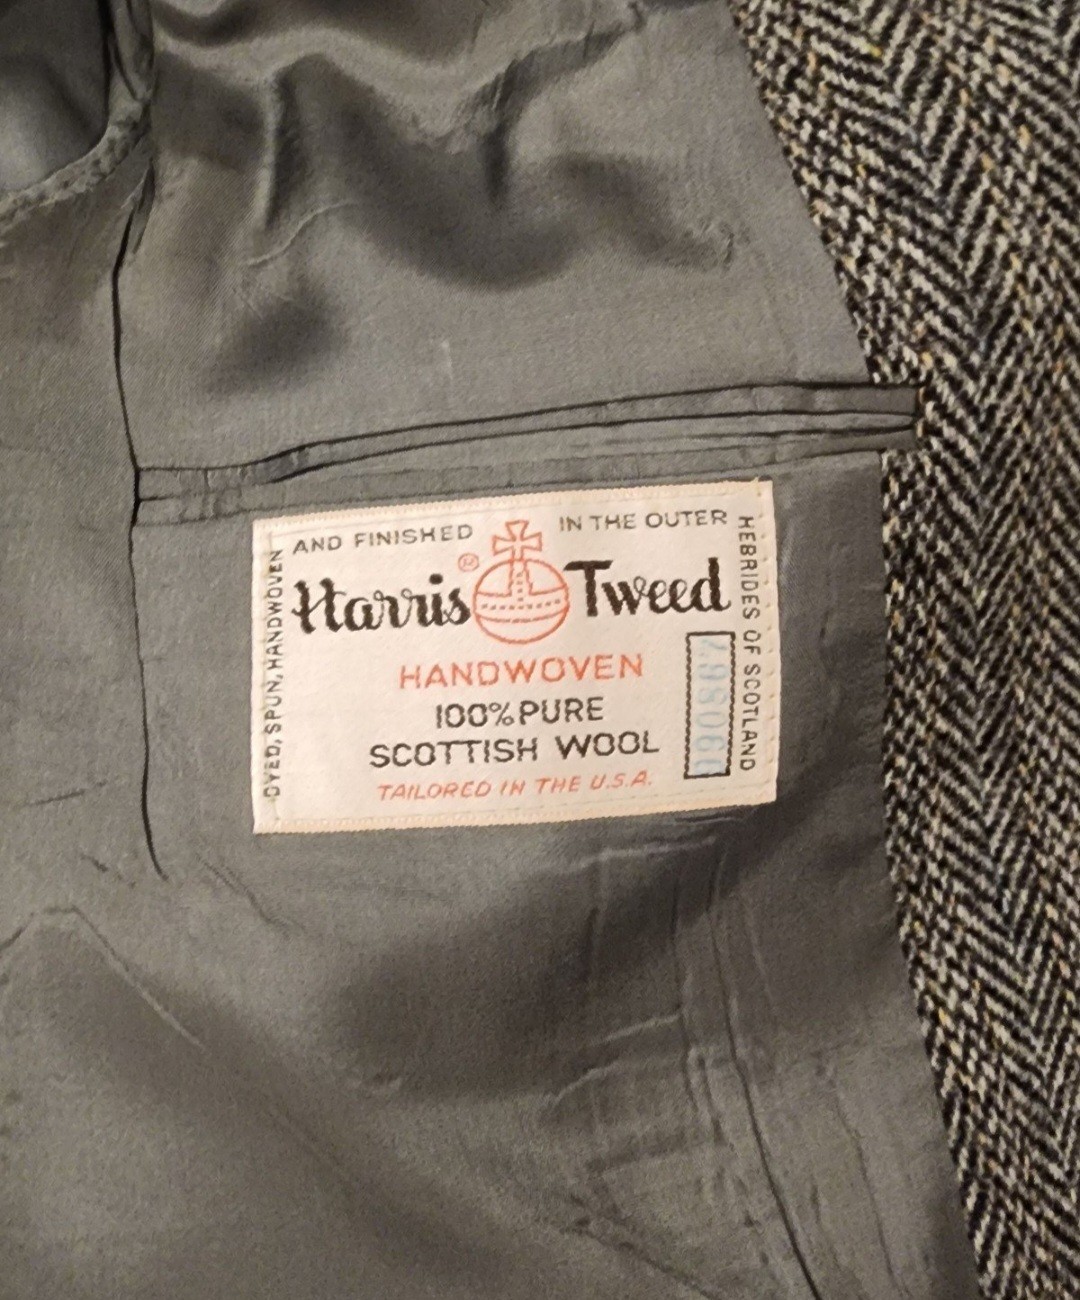 DYED, SPUN, HANDWOVEN
AND FINISHED IN THE OUTER
HEBRIDES OF SCOTLAND
Harris ® Tweed
HANDWOVEN
100% PURE
SCOTTISH WOOL
TAILORED IN THE U.S.A.